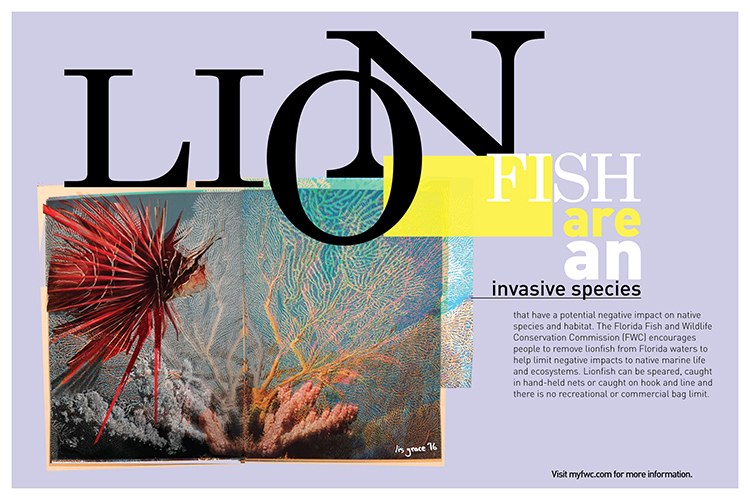 LION
FISH
are
an
invasive species
that have a potential negative impact on native
species and habitat. The Florida Fish and Wildlife
Conservation Commission (FWC) encourages
people to remove lionfish from Florida waters to
help limit negative impacts to native marine life
and ecosystems. Lionfish can be speared, caught
in hand-held nets or caught on hook and line and
there is no recreational or commercial bag limit.
Iris grace '16
Visit myfwc.com for more information.